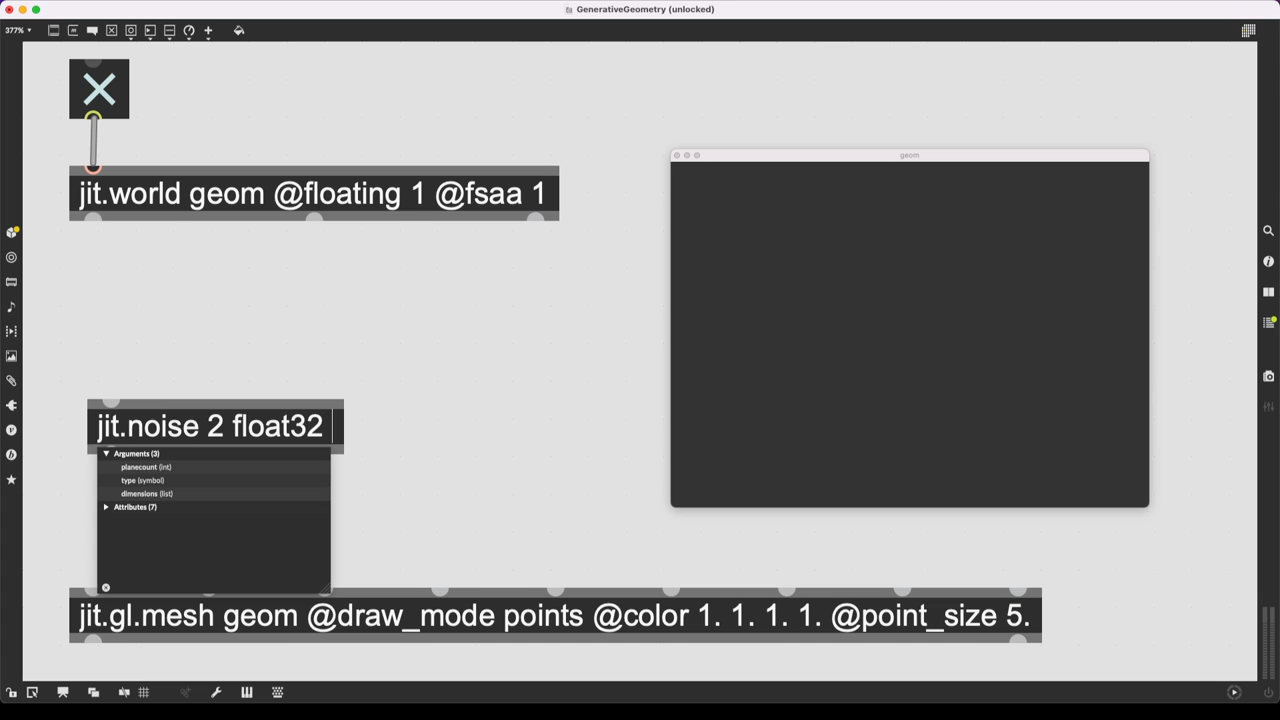 GenerativeGeometry (unlocked)
377%
jit.world geom @floating 1 @fsaa 1
geom
jit.noise 2 float32
Arguments (3)
planecount (int)
type (symbol)
dimensions (list)
Attributes (7)
jit.gl.mesh geom @draw_mode points @color 1. 1. 1. 1. @point_size 5.